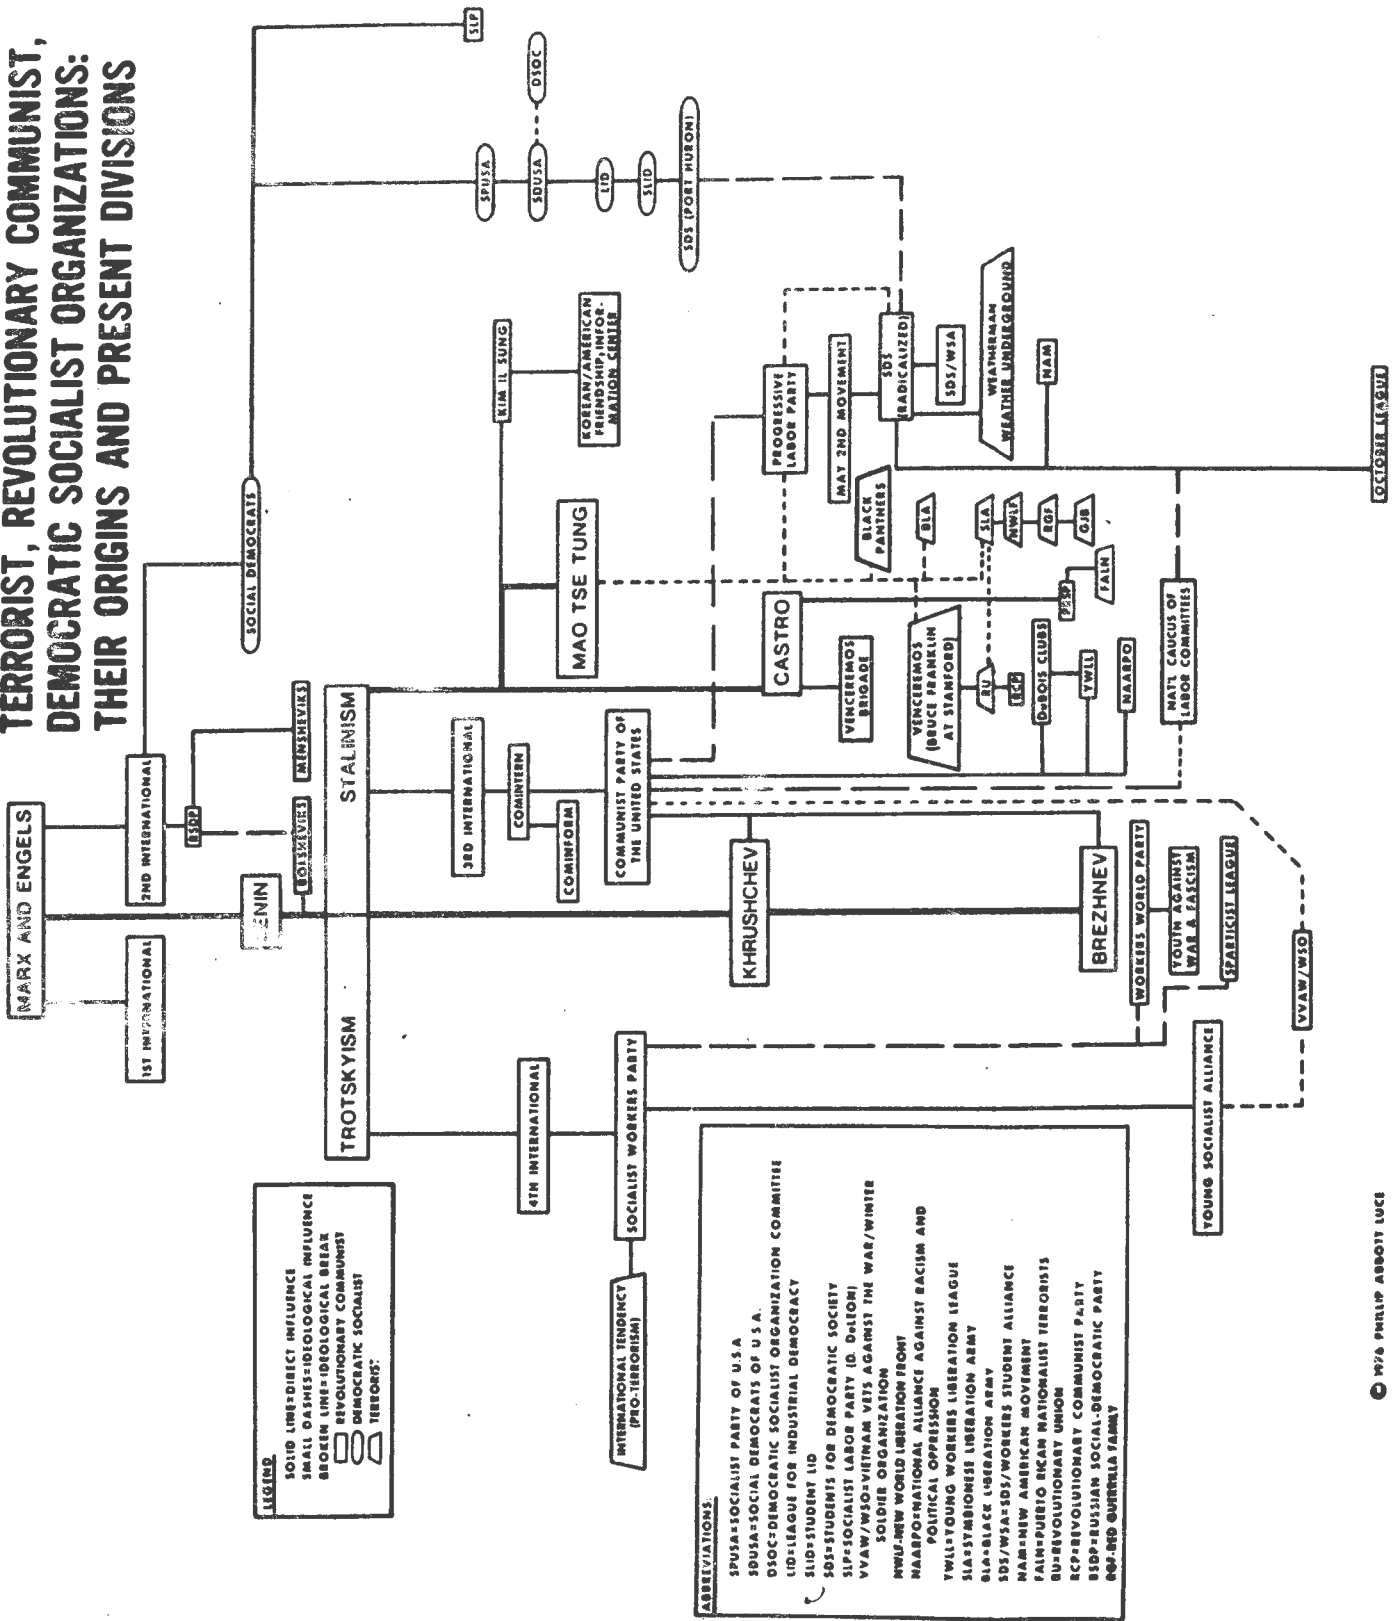 TERRORIST, REVOLUTIONARY COMMUNIST,
DEMOCRATIC SOCIALIST ORGANIZATIONS:
THEIR ORIGINS AND PRESENT DIVISIONS
MARX AND ENGELS
1ST INTERNATIONAL
2ND INTERNATIONAL
SOCIAL DEMOCRATS
SLP
RSDP
LENIN
BOLSHEVIKS
MENSHEVIKS
TROTSKYISM
STALINISM
SPUSA
SDUSA
DSOC
LID
SLID
SDS (PORT HURON)
KIM IL SUNG
KOREAN/AMERICAN
FRIENDSHIP, INFOR-
MATION CENTER
MAO TSE TUNG
3RD INTERNATIONAL
COMINTERN
COMINFORM
COMMUNIST PARTY OF
THE UNITED STATES
4TH INTERNATIONAL
SOCIALIST WORKERS PARTY
INTERNATIONAL TENDENCY
(PRO-TERRORISM)
KHRUSHCHEV
CASTRO
VENCEREMOS
BRIGADE
PROGRESSIVE
LABOR PARTY
MAY 2ND MOVEMENT
SDS
(RADICALIZED)
SDS/WSA
WEATHERMAN
WEATHER UNDERGROUND
NAM
BLACK
PANTHERS
BLA
SLA
NWLF
RGF
GJB
VENCEREMOS
(BRUCE FRANKLIN
AT STANFORD)
RU
RCP
DuBOIS CLUBS
YWLL
NAARPO
PRSP
FALN
NAT'L CAUCUS OF
LABOR COMMITTEES
OCTOBER LEAGUE
BREZHNEV
WORKERS WORLD PARTY
YOUTH AGAINST
WAR & FASCISM
SPARTICIST LEAGUE
YOUNG SOCIALIST ALLIANCE
VVAW/WSO
LEGEND
SOLID LINE=DIRECT INFLUENCE
SMALL DASHES=IDEOLOGICAL INFLUENCE
BROKEN LINE=IDEOLOGICAL BREAK
REVOLUTIONARY COMMUNIST
DEMOCRATIC SOCIALIST
TERRORIST
ABBREVIATIONS:
SPUSA=SOCIALIST PARTY OF U.S.A
SDUSA=SOCIAL DEMOCRATS OF U S A.
DSOC=DEMOCRATIC SOCIALIST ORGANIZATION COMMITTEE
LID=LEAGUE FOR INDUSTRIAL DEMOCRACY
SLID=STUDENT LID
SDS=STUDENTS FOR DEMOCRATIC SOCIETY
SLP=SOCIALIST LABOR PARTY (D. DeLEON)
VVAW/WSO=VIETNAM VETS AGAINST THE WAR/WINTER
SOLDIER ORGANIZATION
NWLF=NEW WORLD LIBERATION FRONT
NAARPO=NATIONAL ALLIANCE AGAINST RACISM AND
POLITICAL OPPRESSION
YWLL=YOUNG WORKERS LIBERATION LEAGUE
SLA=SYMBIONESE LIBERATION ARMY
BLA=BLACK LIBERATION ARMY
SDS/WSA=SDS/WORKERS STUDENT ALLIANCE
NAM=NEW AMERICAN MOVEMENT
FALN=PUERTO RICAN NATIONALIST TERRORISTS
RU=REVOLUTIONARY UNION
RCP=REVOLUTIONARY COMMUNIST PARTY
RSDP=RUSSIAN SOCIAL-DEMOCRATIC PARTY
RGF-RED GUERRILLA FAMILY
© 1976 PHILLIP ABBOTT LUCE